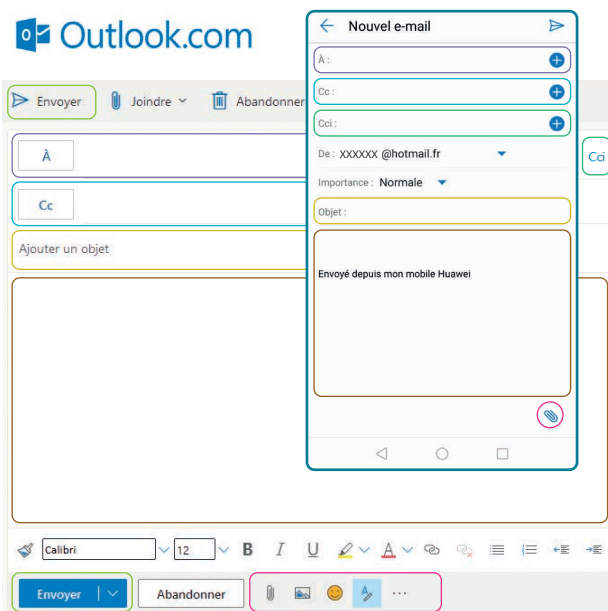 Outlook.com
Envoyer
Joindre
Abandonner
À
Cc
Cci
Ajouter un objet
Nouvel e-mail
À :
Cc :
Cci :
De : XXXXXX @hotmail.fr
Importance : Normale
Objet :
Envoyé depuis mon mobile Huawei
Calibri 12 B I U A
Envoyer Abandonner